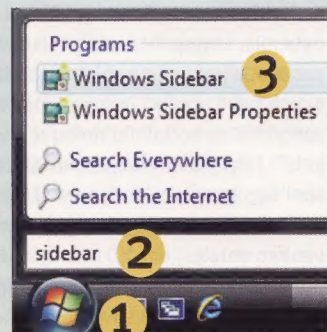 Programs
Windows Sidebar 3
Windows Sidebar Properties
Search Everywhere
Search the Internet
sidebar 2
1